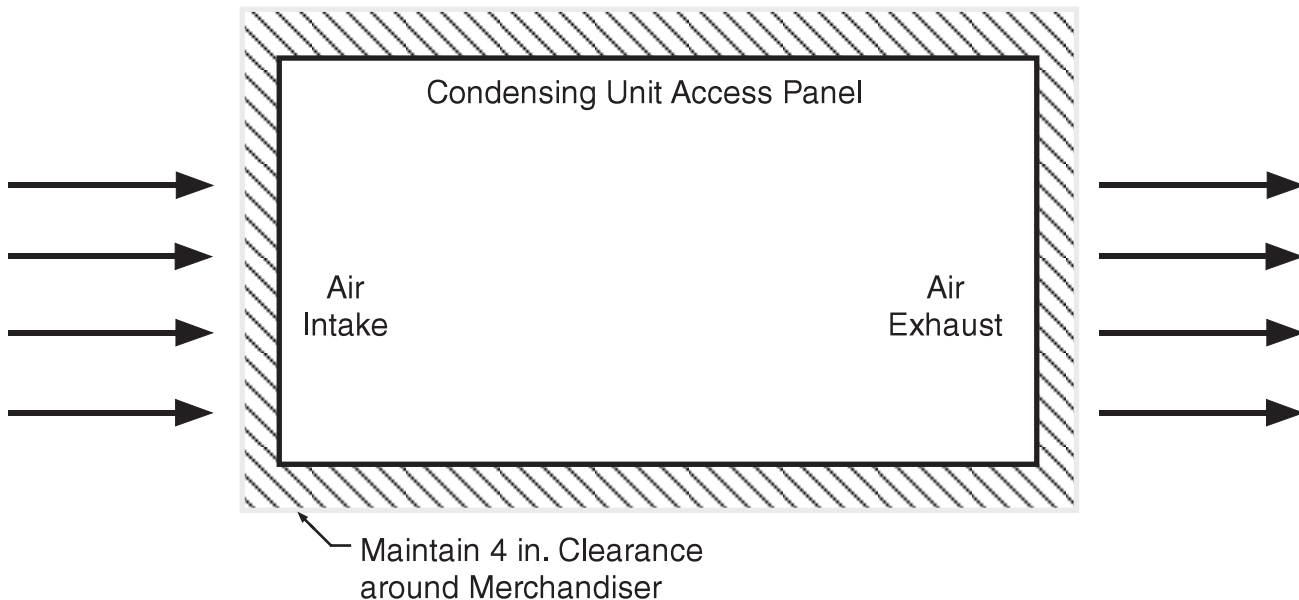 Condensing Unit Access Panel
Air
Intake
Air
Exhaust
Maintain 4 in. Clearance
around Merchandiser